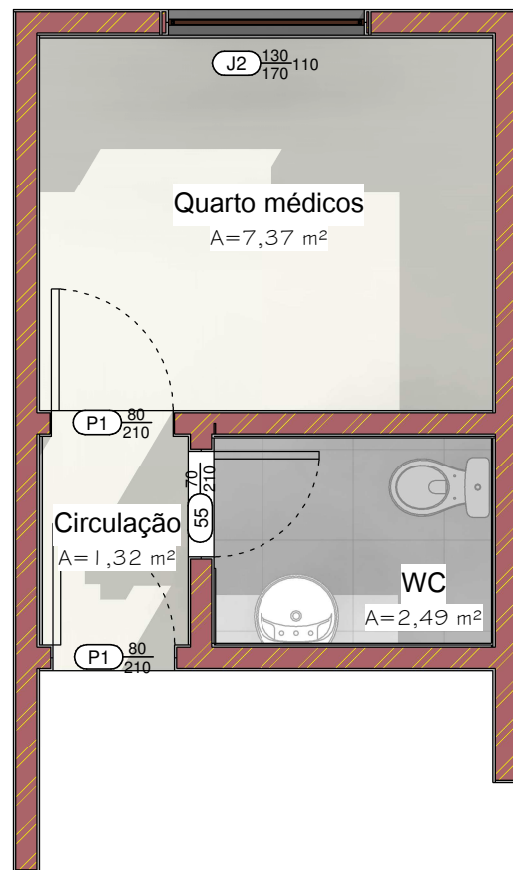 J2 130/170 110
Quarto médicos
A=7,37 m²
P1 80/210
70/210
55
Circulação
A=1,32 m²
WC
A=2,49 m²
P1 80/210